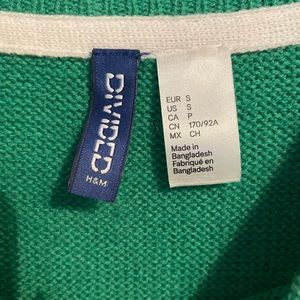 DIVIDED
H&M
EUR S
US S
CA P
CN 170/92A
MX CH
Made in
Bangladesh
Fabriqué en
Bangladesh